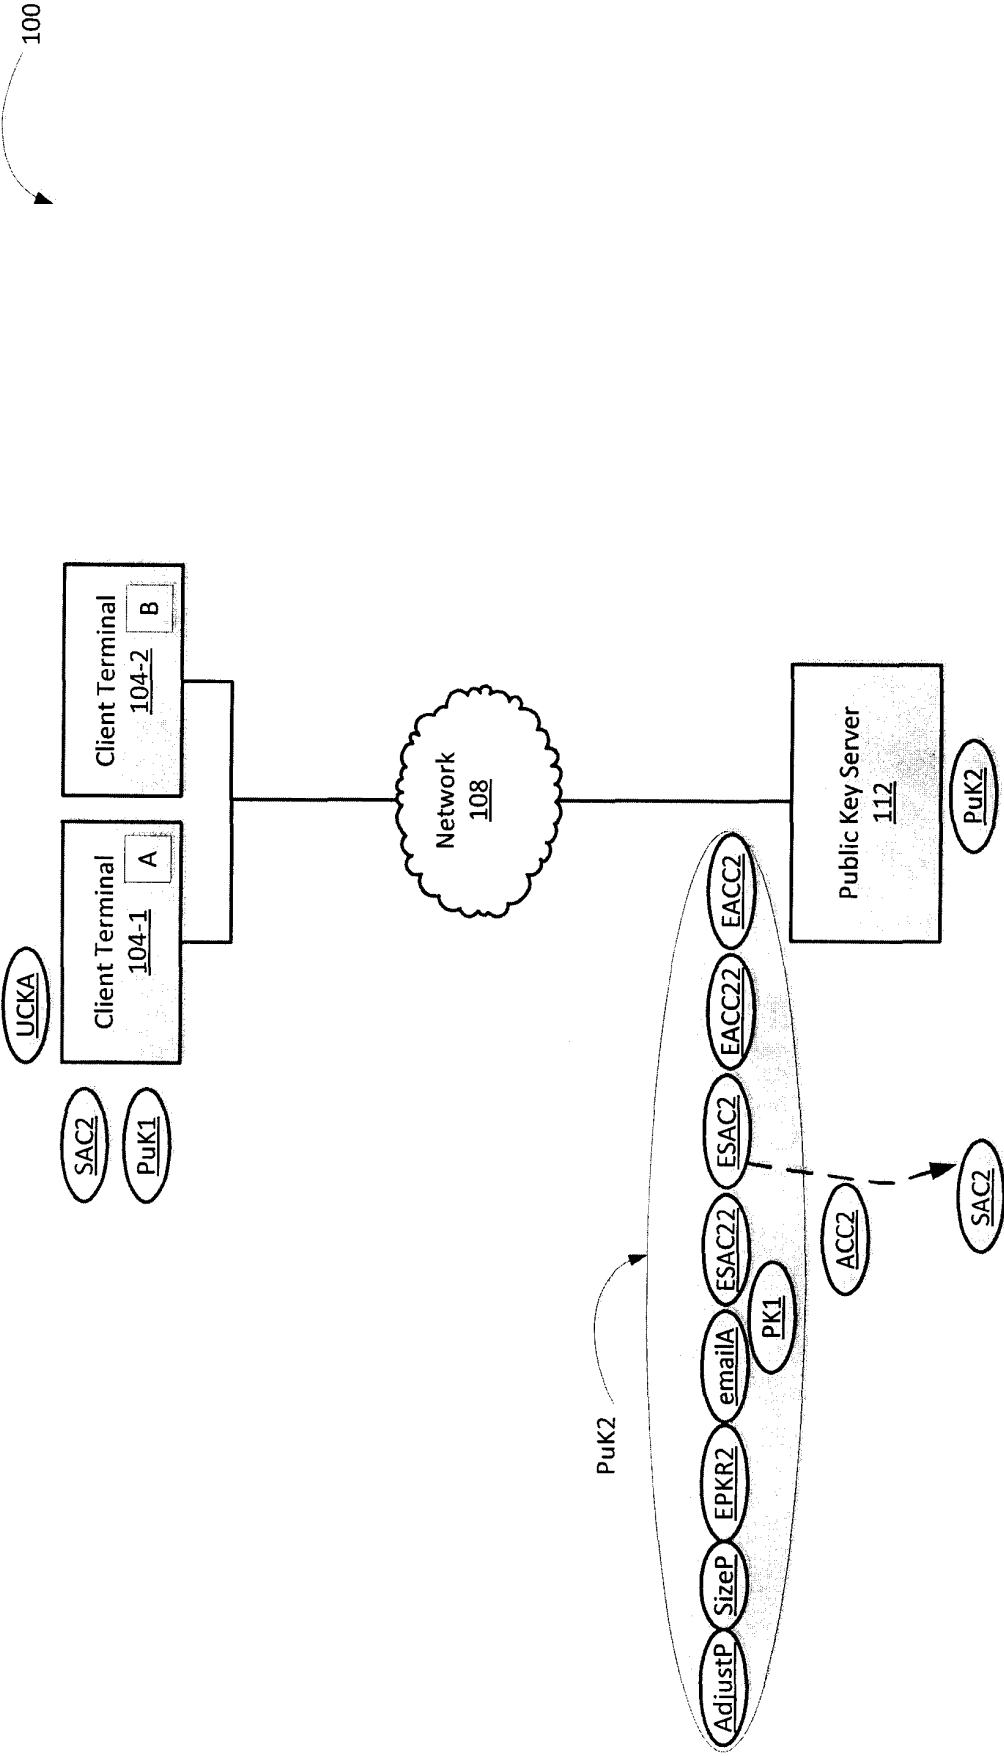 100
UCKA
SAC2
PuK1
Client Terminal
104-1
A
Client Terminal
104-2
B
Network
108
PuK2
AdjustP
SizeP
EPKR2
emailA
ESAC22
ESAC2
EACC22
EACC2
PK1
ACC2
SAC2
Public Key Server
112
PuK2